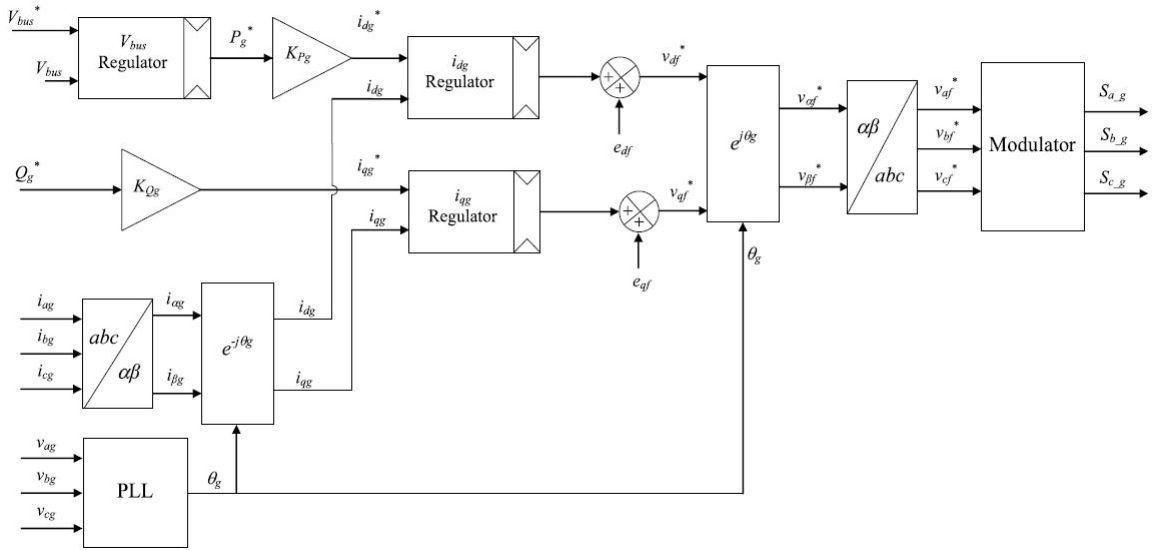 V_bus*
V_bus
V_bus
Regulator
P_g*
K_Pg
i_dg*
i_dg
i_dg
Regulator
++
e_df
v_df*
Q_g*
K_Qg
i_qg*
i_qg
i_qg
Regulator
++
e_qf
v_qf*
e^jθg
θ_g
v_αf*
v_βf*
αβ
abc
v_af*
v_bf*
v_cf*
Modulator
S_a_g
S_b_g
S_c_g
i_ag
i_bg
i_cg
abc
αβ
i_αg
i_βg
e^-jθg
i_dg
i_qg
v_ag
v_bg
v_cg
PLL
θ_g